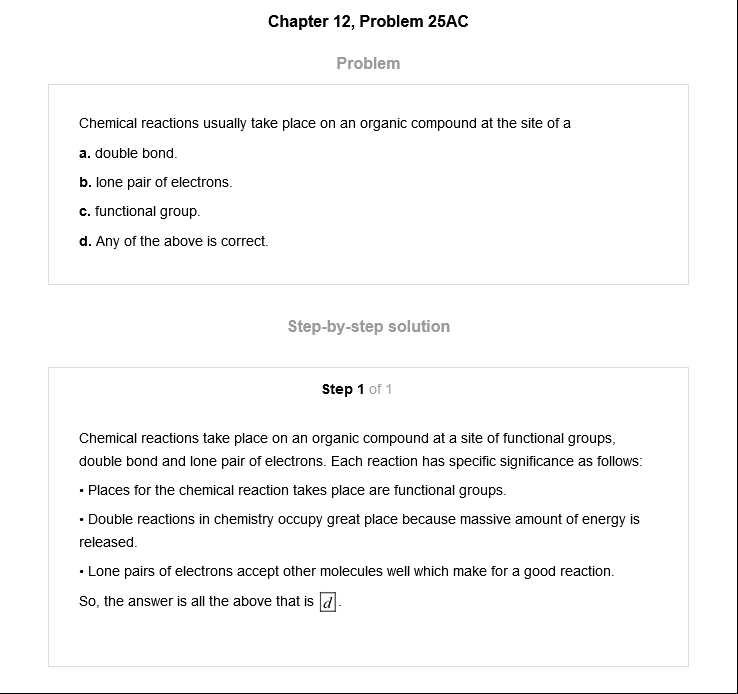 Chapter 12, Problem 25AC
Problem
Chemical reactions usually take place on an organic compound at the site of a
a. double bond.
b. lone pair of electrons.
c. functional group.
d. Any of the above is correct.
Step-by-step solution
Step 1 of 1
Chemical reactions take place on an organic compound at a site of functional groups,
double bond and lone pair of electrons. Each reaction has specific significance as follows:
• Places for the chemical reaction takes place are functional groups.
• Double reactions in chemistry occupy great place because massive amount of energy is
released.
• Lone pairs of electrons accept other molecules well which make for a good reaction.
So, the answer is all the above that is d.